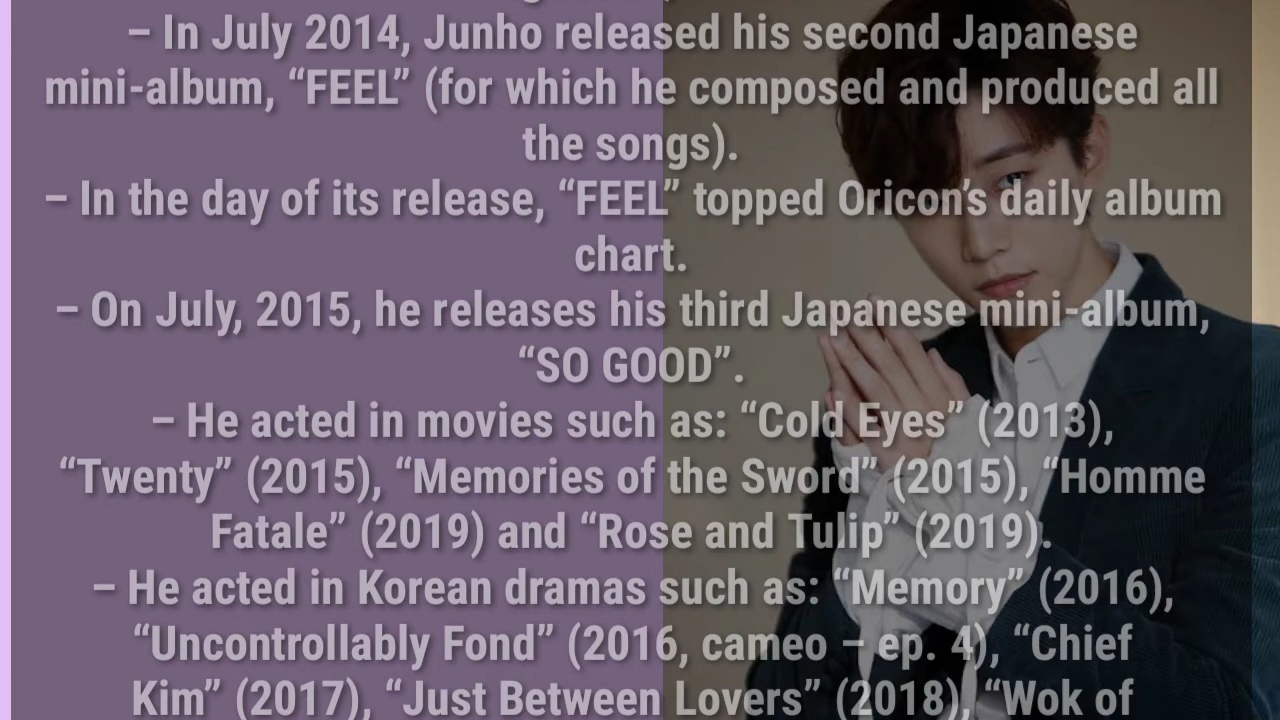 – In July 2014, Junho released his second Japanese
mini-album, “FEEL” (for which he composed and produced all
the songs).
– In the day of its release, “FEEL” topped Oricon’s daily album
chart.
– On July, 2015, he releases his third Japanese mini-album,
“SO GOOD”.
– He acted in movies such as: “Cold Eyes” (2013),
“Twenty” (2015), “Memories of the Sword” (2015), “Homme
Fatale” (2019) and “Rose and Tulip” (2019).
– He acted in Korean dramas such as: “Memory” (2016),
“Uncontrollably Fond” (2016, cameo – ep. 4), “Chief
Kim” (2017), “Just Between Lovers” (2018), “Wok of